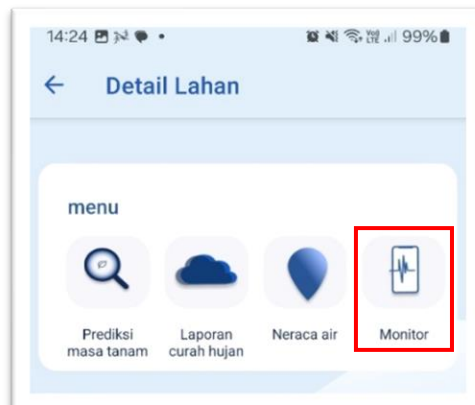 14:24
99%
Detail Lahan
menu
Prediksi
masa tanam
Laporan
curah hujan
Neraca air
Monitor